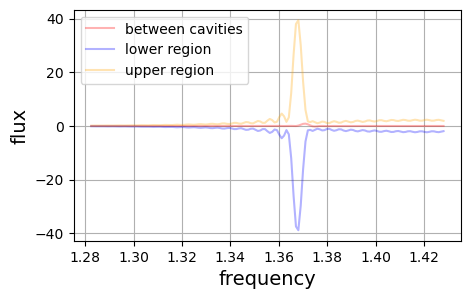 between cavities
lower region
upper region
flux
40
20
0
−20
−40
1.28 1.30 1.32 1.34 1.36 1.38 1.40 1.42
frequency